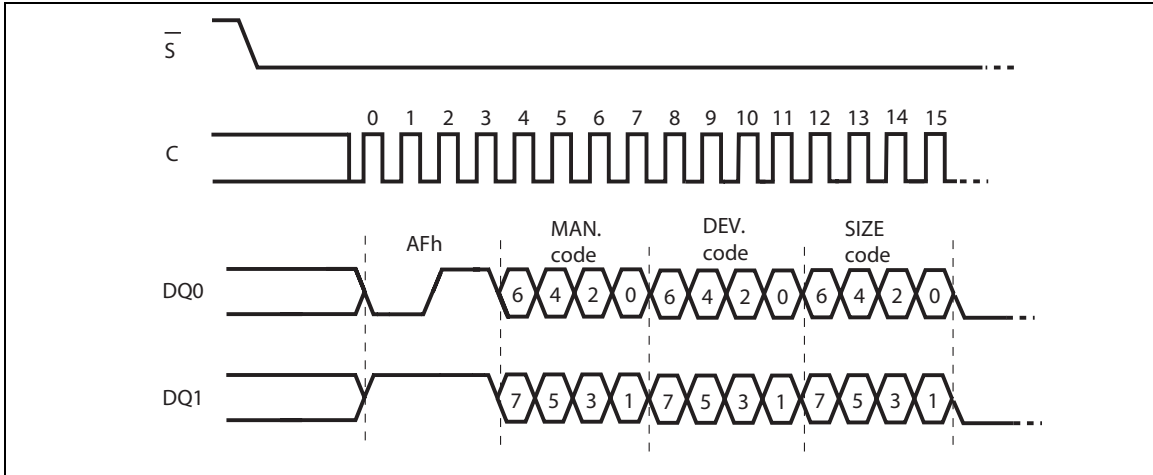 S
0 1 2 3 4 5 6 7 8 9 10 11 12 13 14 15
C
AFh
MAN. code
DEV. code
SIZE code
DQ0
6 4 2 0 6 4 2 0 6 4 2 0
DQ1
7 5 3 1 7 5 3 1 7 5 3 1